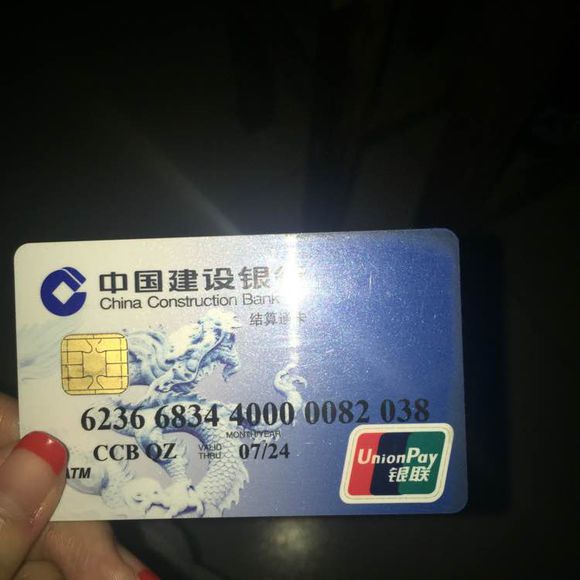 中国建设银行
China Construction Bank
结算通卡
6236 6834 4000 0082 038
MONTH/YEAR
CCB QZ VALID THRU 07/24
ATM
UnionPay
银联